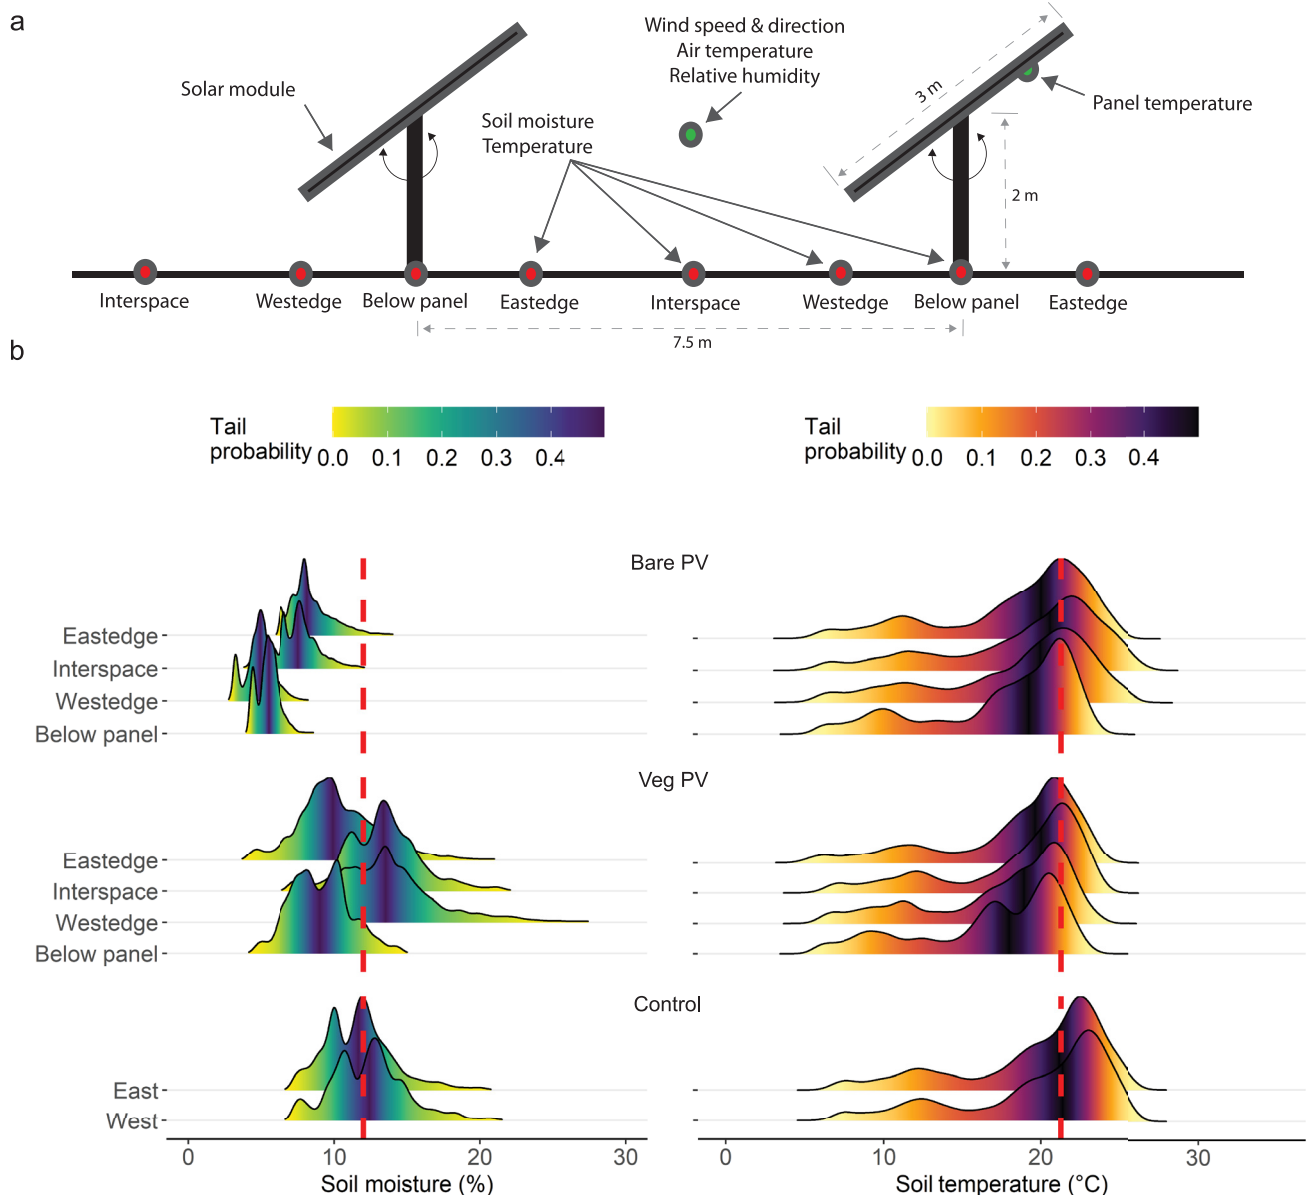 a
Wind speed & direction
Air temperature
Relative humidity
Solar module
3 m
Panel temperature
Soil moisture
Temperature
2 m
Interspace
Westedge
Below panel
Eastedge
Interspace
Westedge
Below panel
Eastedge
7.5 m
b
Tail
probability
0.0 0.1 0.2 0.3 0.4
Tail
probability
0.0 0.1 0.2 0.3 0.4
Bare PV
Eastedge
Interspace
Westedge
Below panel
Veg PV
Eastedge
Interspace
Westedge
Below panel
Control
East
West
0 10 20 30
Soil moisture (%)
0 10 20 30
Soil temperature (°C)